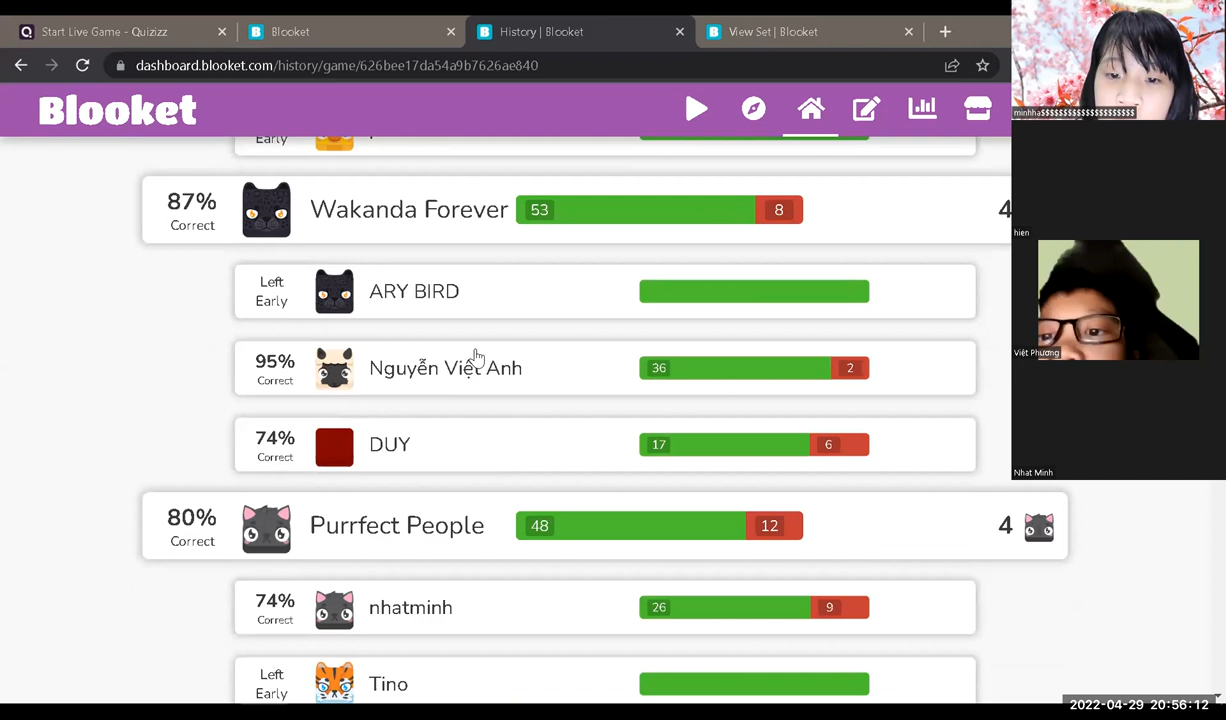 Start Live Game - Quizizz
Blooket
History | Blooket
View Set | Blooket
dashboard.blooket.com/history/game/626bee17da54a9b7626ae840
Blooket
minhha$$$$$$$$$$$$$$$$$$$$$
Early
87%
Correct
Wakanda Forever
53
8
4
hien
Left
Early
ARY BIRD
95%
Correct
Nguyễn Việt Anh
36
2
Việt Phương
74%
Correct
DUY
17
6
Nhat Minh
80%
Correct
Purrfect People
48
12
4
74%
Correct
nhatminh
26
9
Left
Early
Tino
2022-04-29 20:56:12